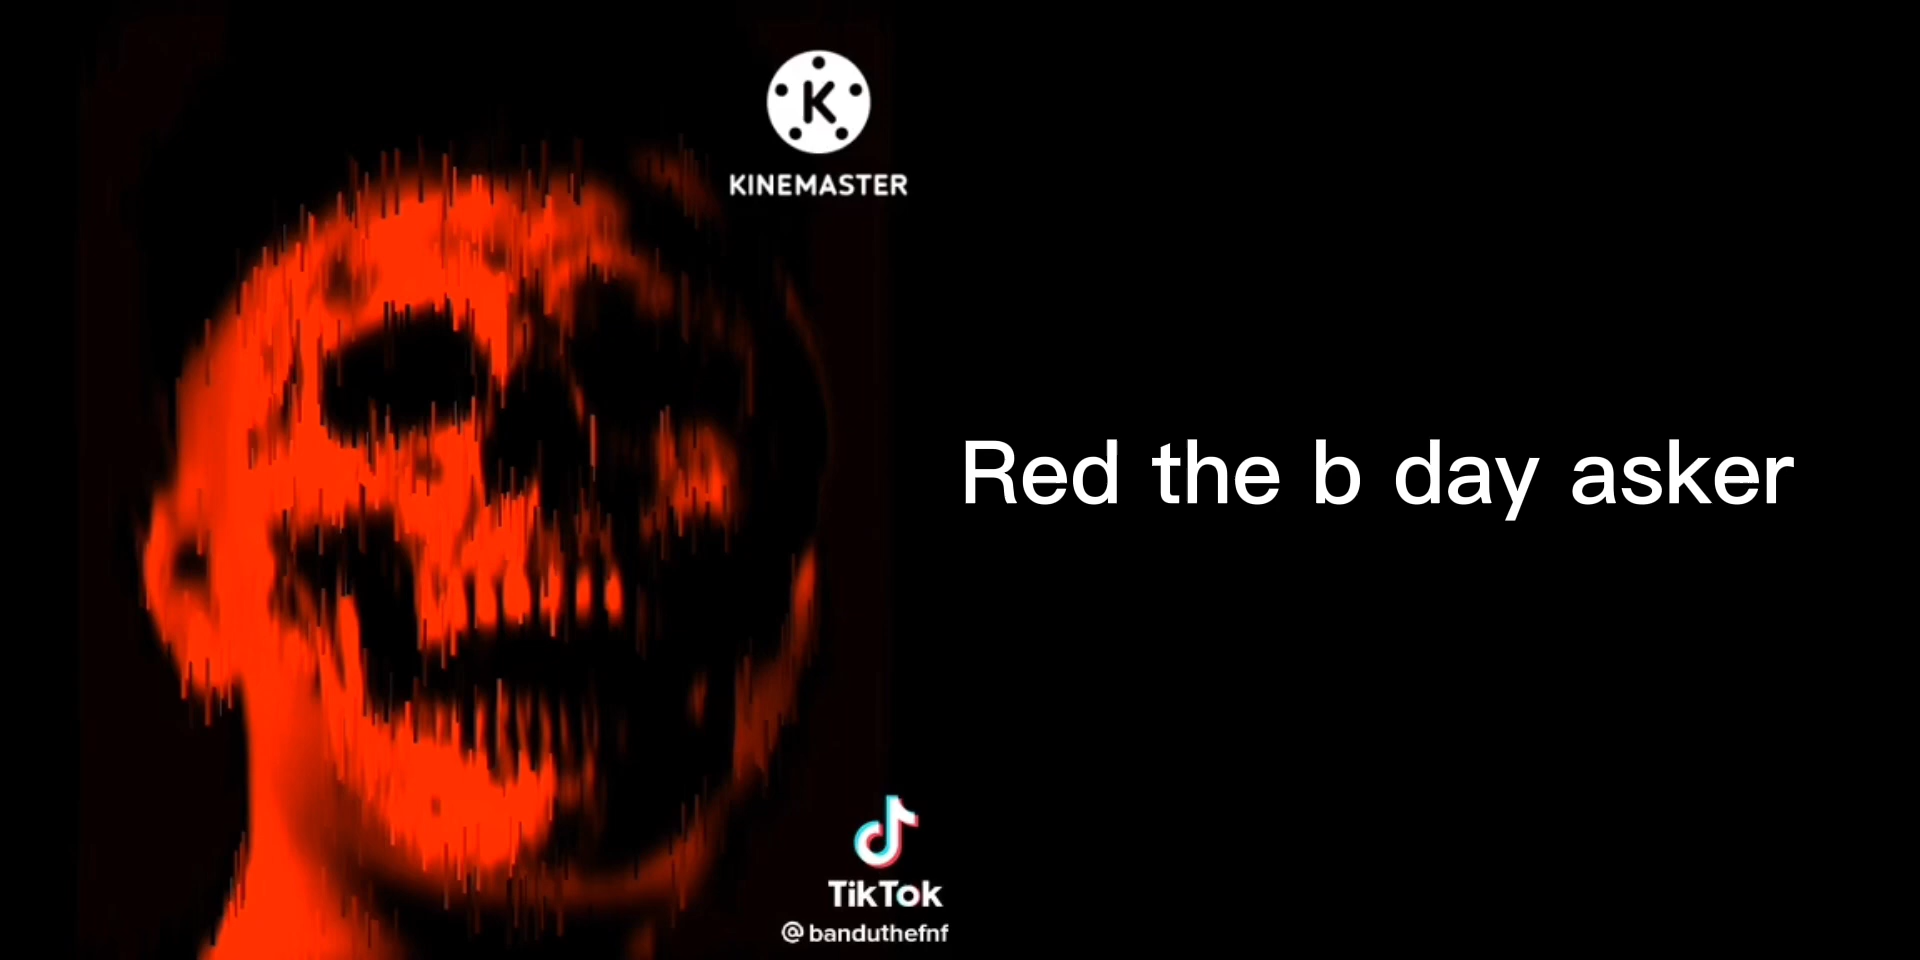 K
KINEMASTER
Red the b day asker
TikTok
@banduthefnf